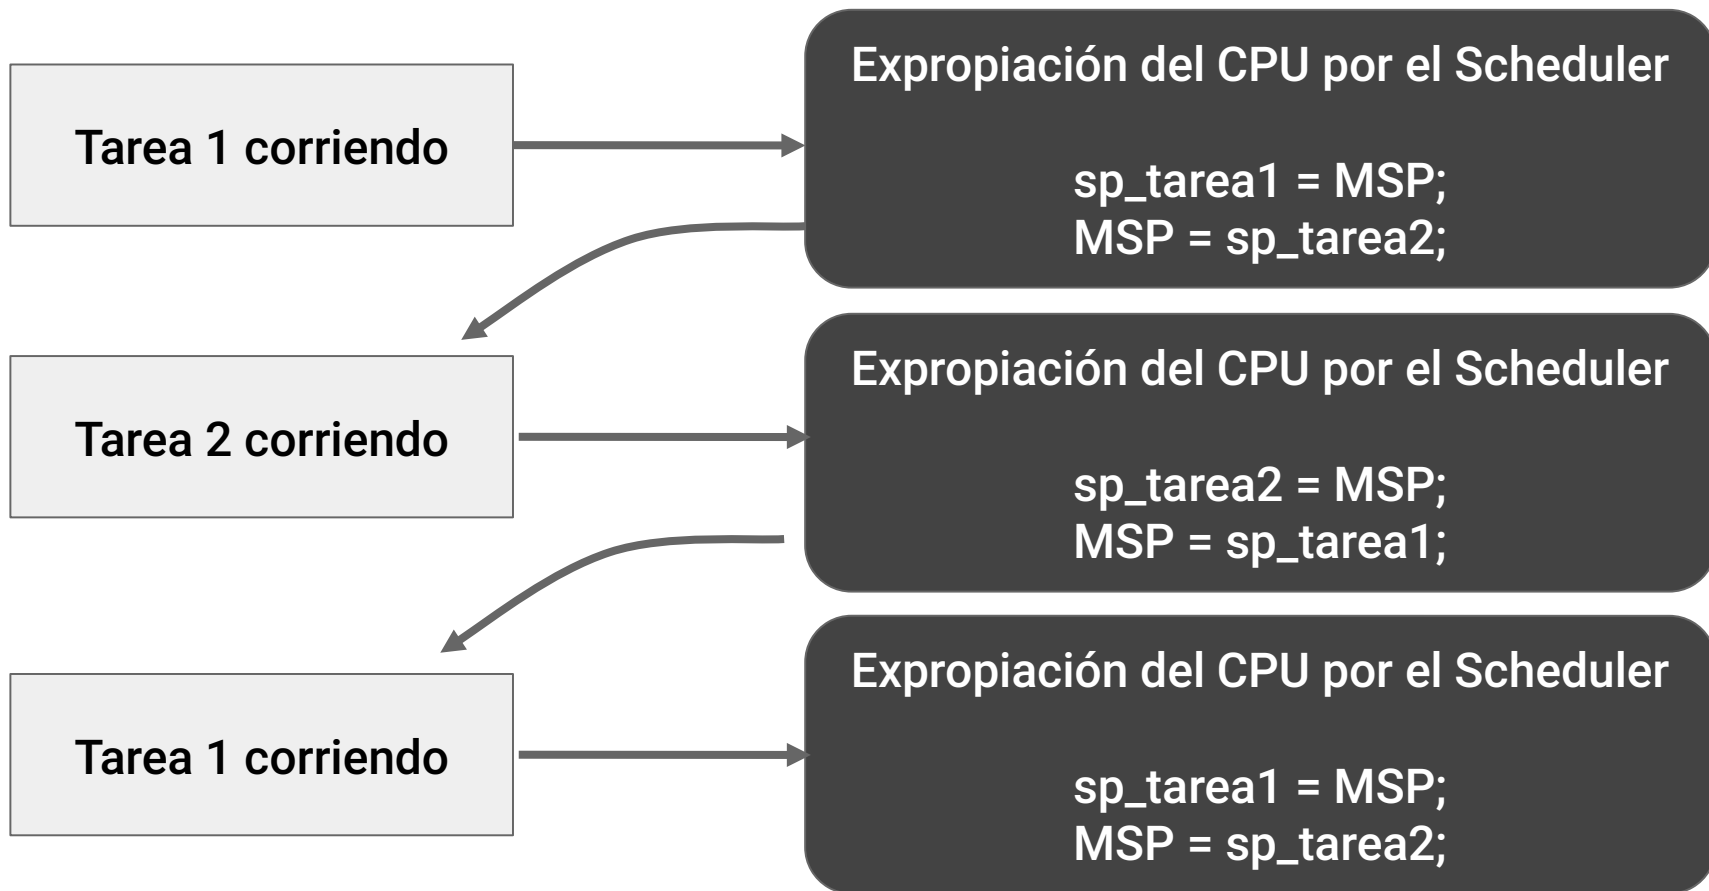 Tarea 1 corriendo
Expropiación del CPU por el Scheduler
sp_tarea1 = MSP;
MSP = sp_tarea2;
Tarea 2 corriendo
Expropiación del CPU por el Scheduler
sp_tarea2 = MSP;
MSP = sp_tarea1;
Tarea 1 corriendo
Expropiación del CPU por el Scheduler
sp_tarea1 = MSP;
MSP = sp_tarea2;